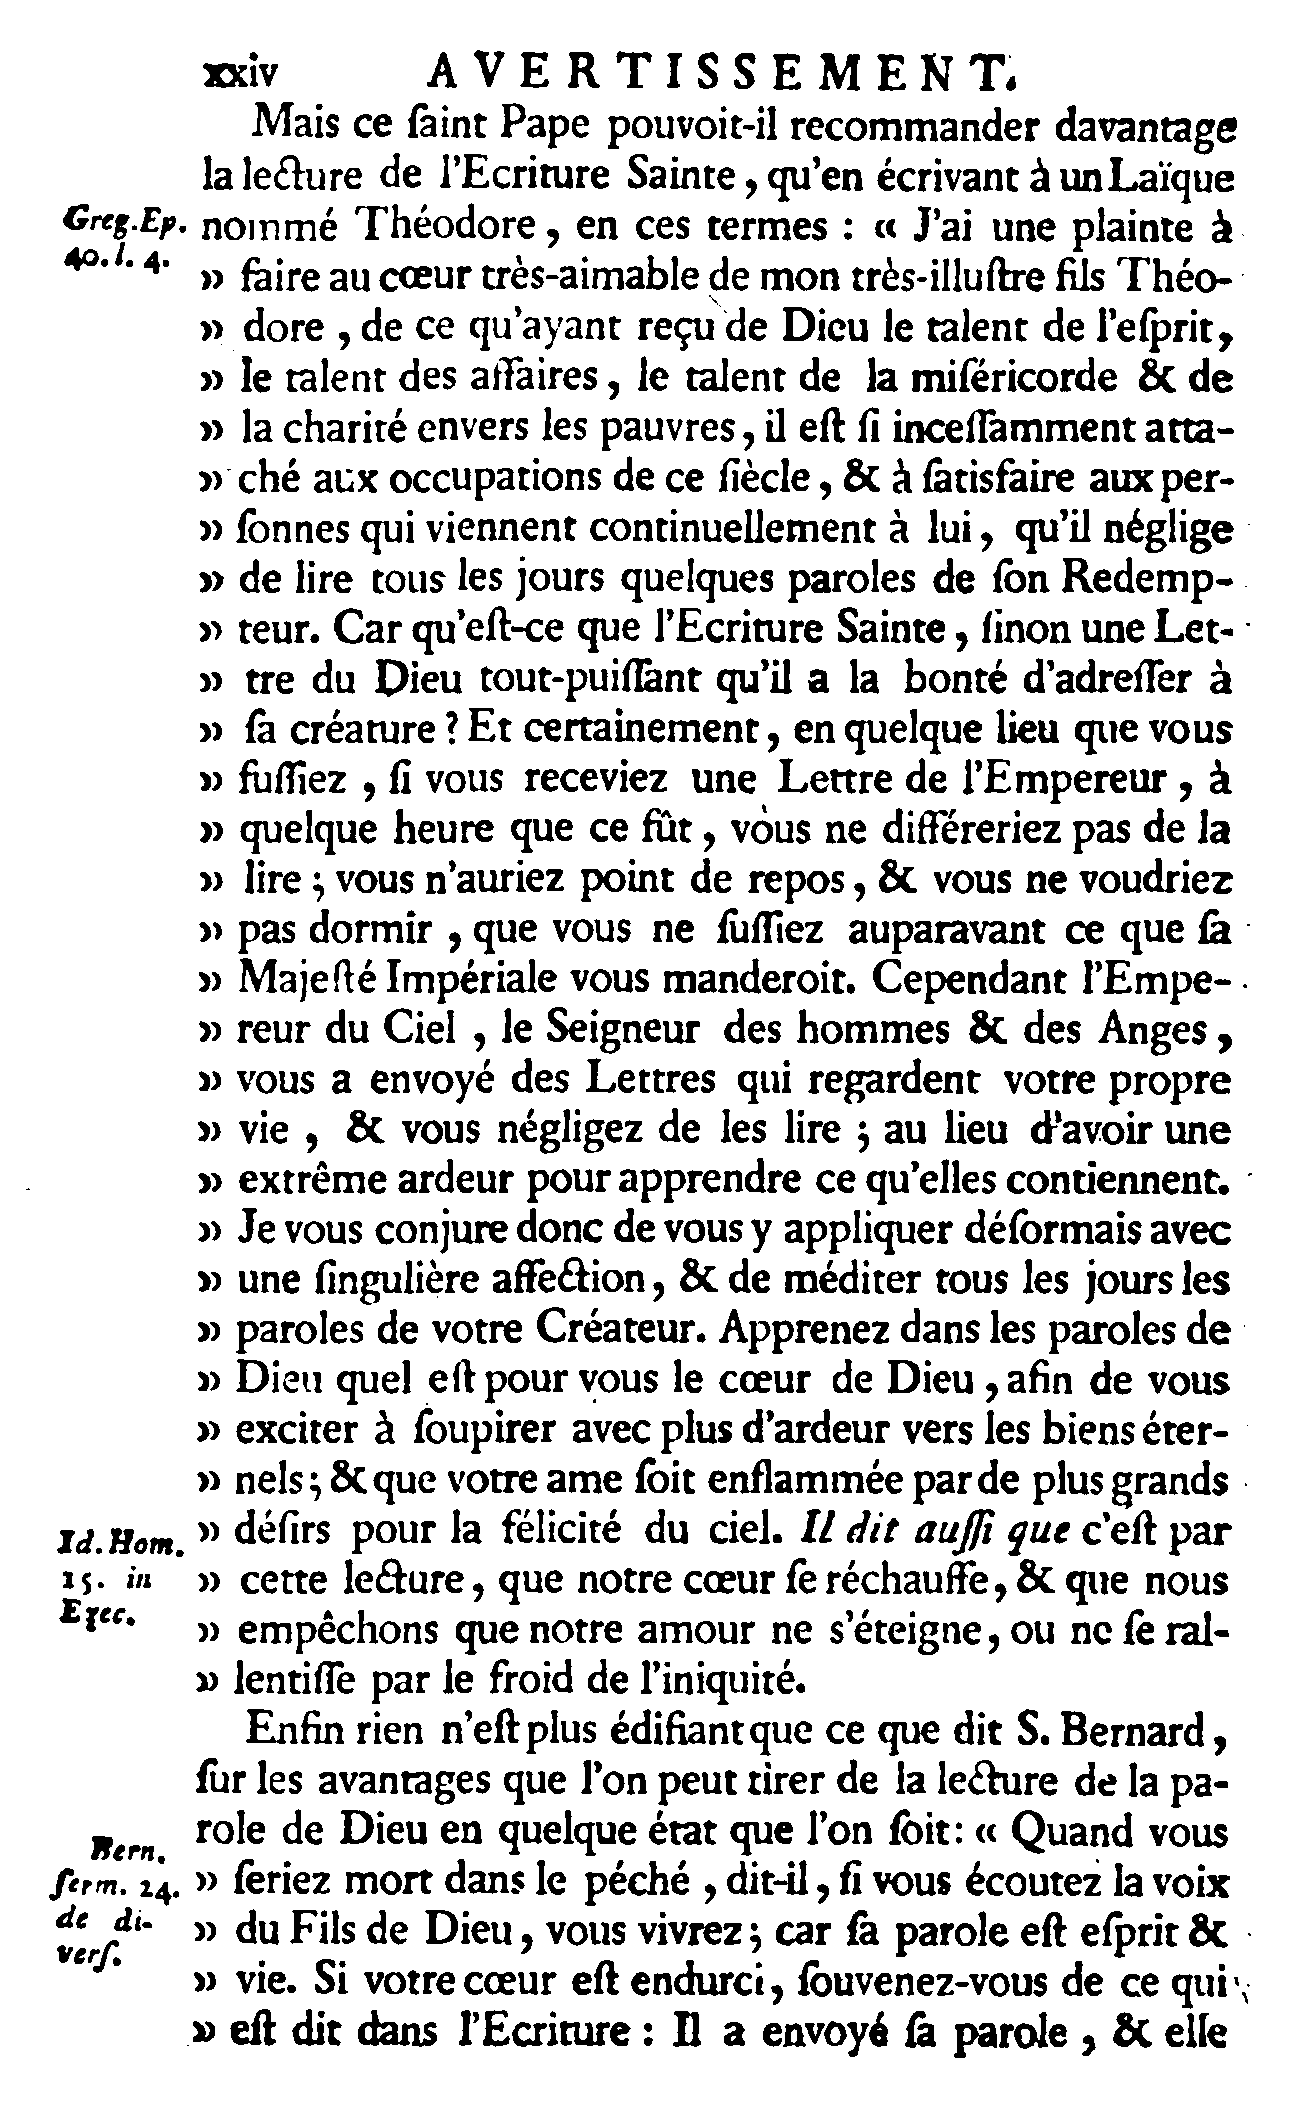 xxiv AVERTISSEMENT.
Mais ce ſaint Pape pouvoit-il recommander davantage
la lecture de l'Ecriture Sainte, qu'en écrivant à un Laïque
Greg. Ep. nommé Théodore, en ces termes : « J'ai une plainte à
40. l. 4. » faire au cœur très-aimable de mon très-illuſtre fils Théo-
» dore, de ce qu'ayant reçu de Dieu le talent de l'eſprit,
» le talent des affaires, le talent de la miſéricorde & de
» la charité envers les pauvres, il eſt ſi inceſſamment atta-
» ché aux occupations de ce ſiècle, & à ſatisfaire aux per-
» ſonnes qui viennent continuellement à lui, qu'il néglige
» de lire tous les jours quelques paroles de ſon Redemp-
» teur. Car qu'eſt-ce que l'Ecriture Sainte, ſinon une Let-
» tre du Dieu tout-puiſſant qu'il a la bonté d'adreſſer à
» ſa créature ? Et certainement, en quelque lieu que vous
» fuſſiez, ſi vous receviez une Lettre de l'Empereur, à
» quelque heure que ce fût, vous ne différeriez pas de la
» lire ; vous n'auriez point de repos, & vous ne voudriez
» pas dormir, que vous ne ſuſſiez auparavant ce que ſa
» Majeſté Impériale vous manderoit. Cependant l'Empe-
» reur du Ciel, le Seigneur des hommes & des Anges,
» vous a envoyé des Lettres qui regardent votre propre
» vie, & vous négligez de les lire ; au lieu d'avoir une
» extrême ardeur pour apprendre ce qu'elles contiennent.
» Je vous conjure donc de vous y appliquer déſormais avec
» une ſingulière affection, & de méditer tous les jours les
» paroles de votre Créateur. Apprenez dans les paroles de
» Dieu quel eſt pour vous le cœur de Dieu, afin de vous
» exciter à ſoupirer avec plus d'ardeur vers les biens éter-
» nels ; & que votre ame ſoit enflammée par de plus grands
Id. Hom. » déſirs pour la félicité du ciel. Il dit auſſi que c'eſt par
15. in » cette lecture, que notre cœur ſe réchauffe, & que nous
Ezec. » empêchons que notre amour ne s'éteigne, ou ne ſe ral-
» lentiſſe par le froid de l'iniquité.
Enfin rien n'eſt plus édifiant que ce que dit S. Bernard,
ſur les avantages que l'on peut tirer de la lecture de la pa-
Bern. role de Dieu en quelque état que l'on ſoit : « Quand vous
ſerm. 24. » ſeriez mort dans le péché, dit-il, ſi vous écoutez la voix
de di- » du Fils de Dieu, vous vivrez ; car ſa parole eſt eſprit &
verſ. » vie. Si votre cœur eſt endurci, ſouvenez-vous de ce qui
» eſt dit dans l'Ecriture : Il a envoyé ſa parole, & elle